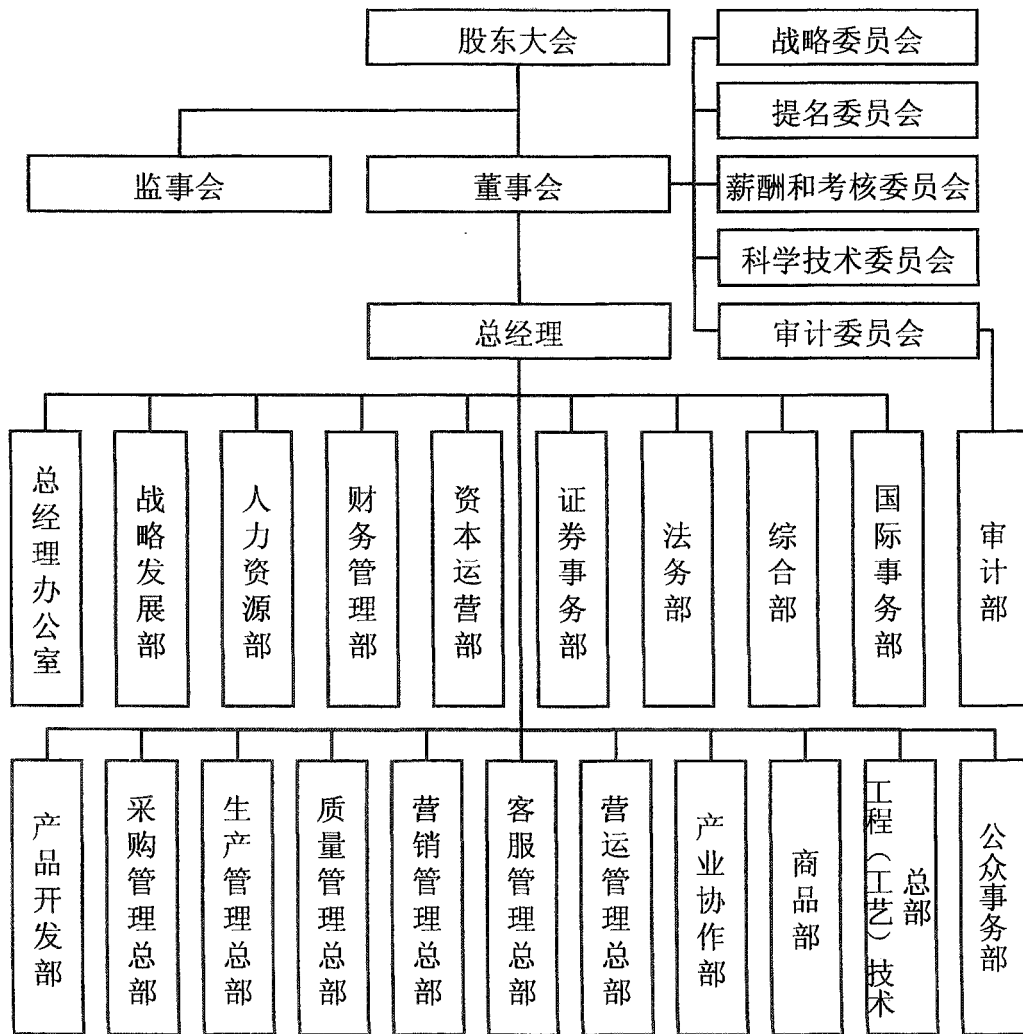 股东大会
战略委员会
提名委员会
监事会
董事会
薪酬和考核委员会
科学技术委员会
总经理
审计委员会
总经理办公室
战略发展部
人力资源部
财务管理部
资本运营部
证券事务部
法务部
综合部
国际事务部
审计部
产品开发部
采购管理总部
生产管理总部
质量管理总部
营销管理总部
客服管理总部
营运管理总部
产业协作部
商品部
工程（工艺）技术
总部
公众事务部